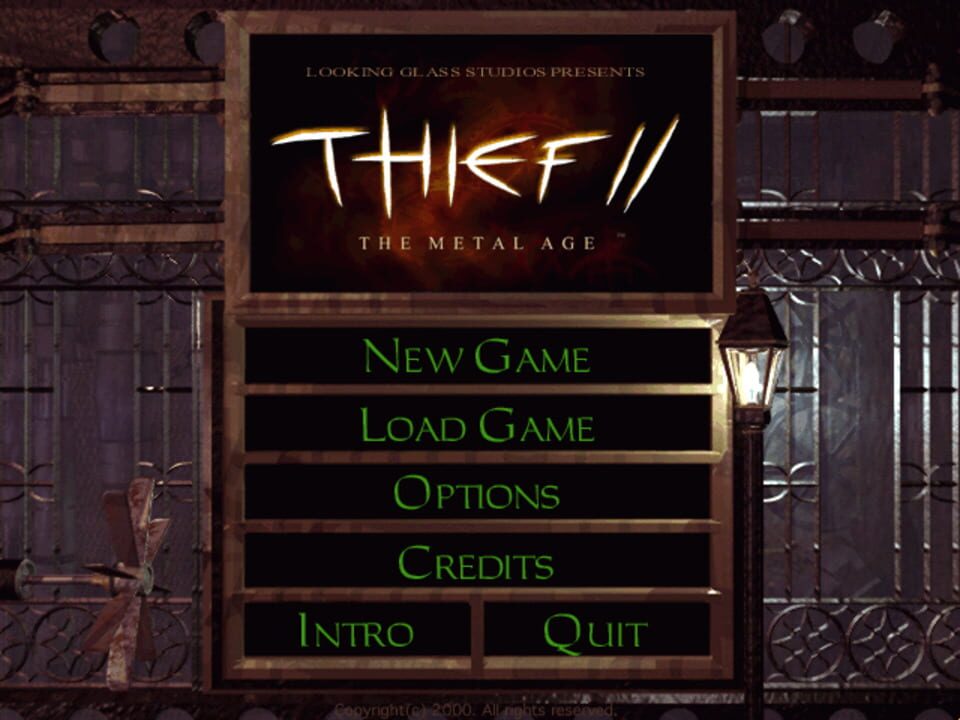 LOOKING GLASS STUDIOS PRESENTS
THIEF II
THE METAL AGE ™
NEW GAME
LOAD GAME
OPTIONS
CREDITS
INTRO QUIT
Copyright(c) 2000. All rights reserved.